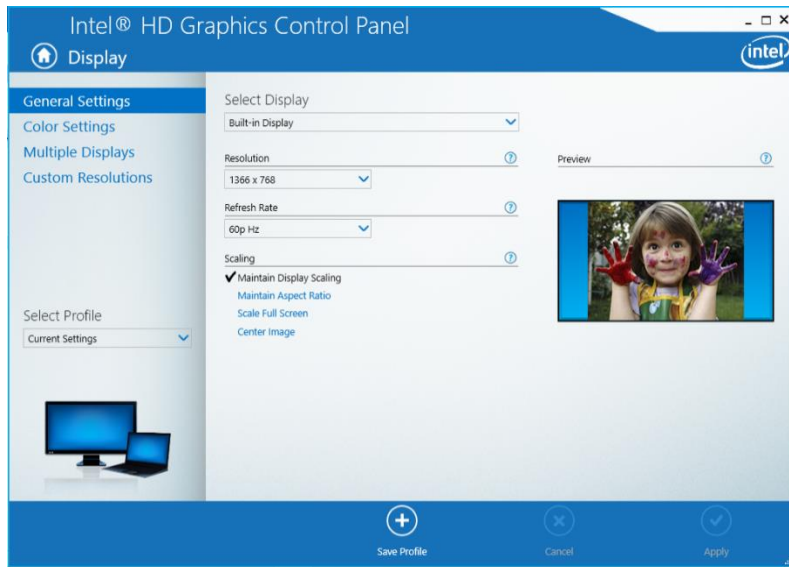 Intel® HD Graphics Control Panel
Display
intel
General Settings
Color Settings
Multiple Displays
Custom Resolutions
Select Profile
Current Settings
Select Display
Built-in Display
Resolution
?
1366 x 768
Refresh Rate
?
60p Hz
Scaling
?
Maintain Display Scaling
Maintain Aspect Ratio
Scale Full Screen
Center Image
Preview
?
Save Profile
Cancel
Apply